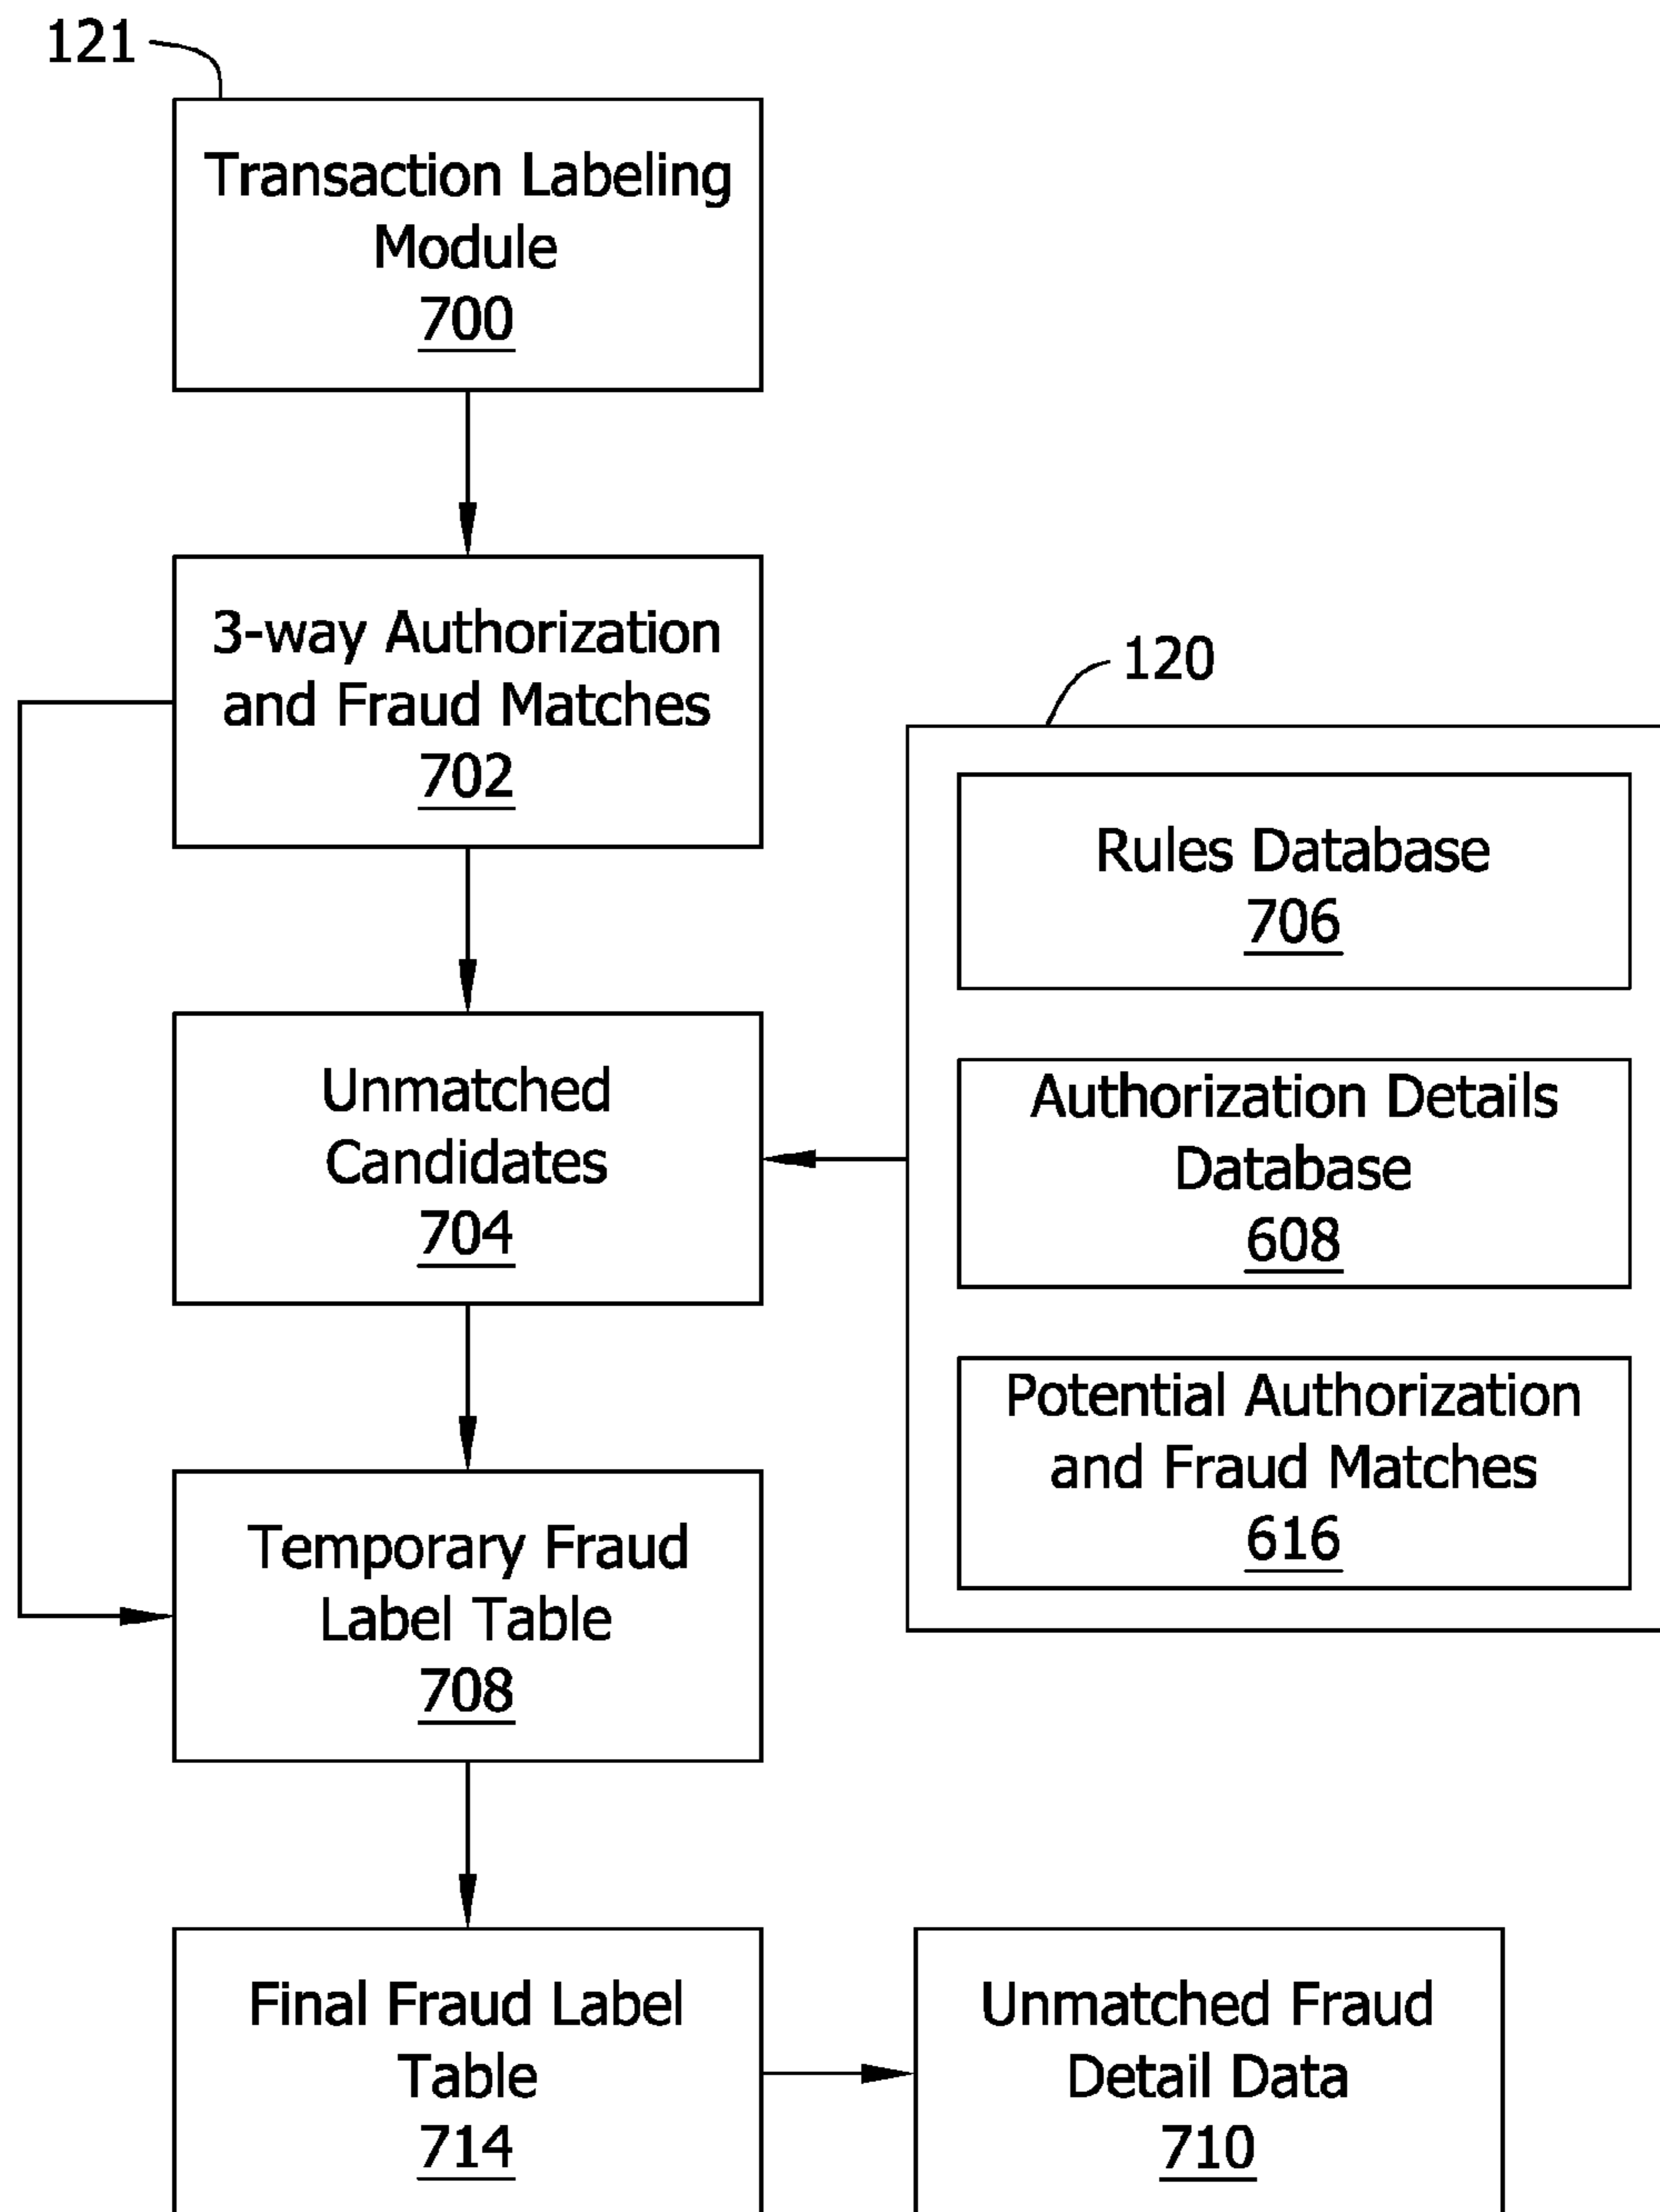 121
Transaction Labeling
Module
700
3-way Authorization
and Fraud Matches
702
120
Rules Database
706
Unmatched
Candidates
704
Authorization Details
Database
608
Potential Authorization
and Fraud Matches
616
Temporary Fraud
Label Table
708
Final Fraud Label
Table
714
Unmatched Fraud
Detail Data
710